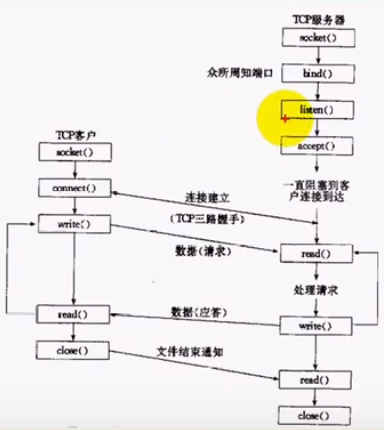 TCP服务器
socket()
众所周知端口
bind()
listen()
accept()
TCP客户
socket()
一直阻塞到客
户连接到达
connect()
连接建立
(TCP三路握手)
write()
数据(请求)
read()
处理请求
数据(应答)
read()
write()
close()
文件结束通知
read()
close()